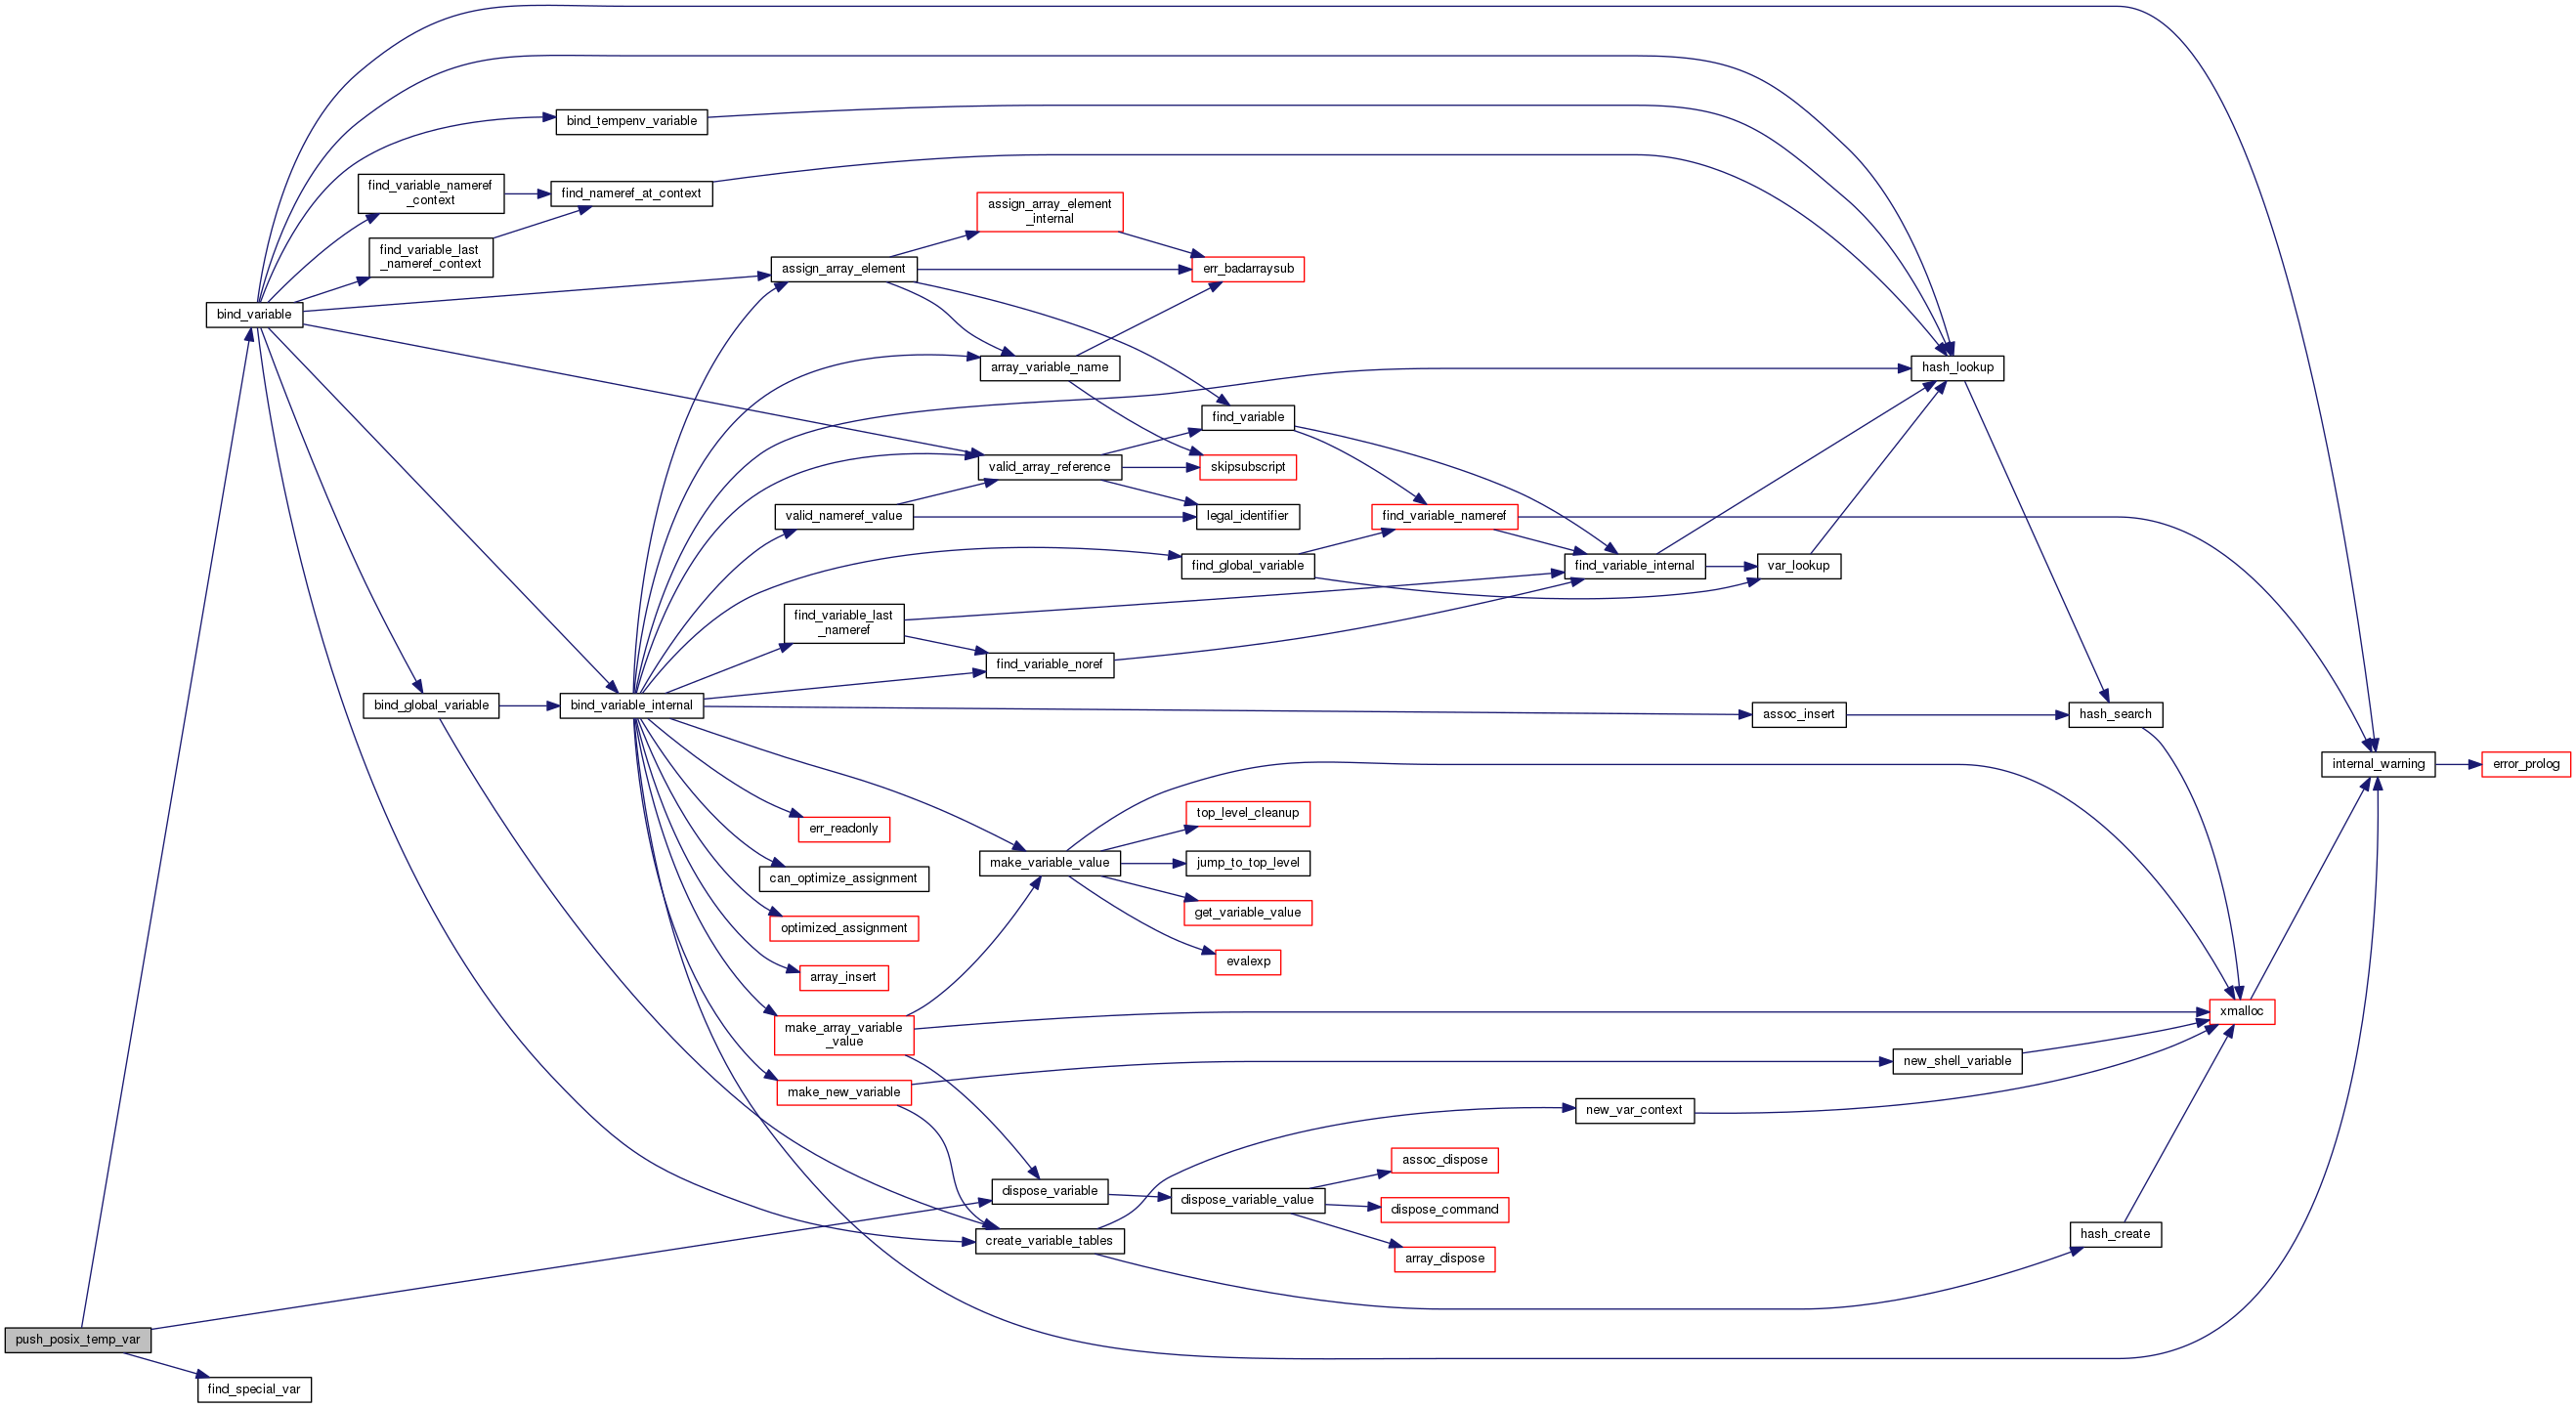 bind_tempenv_variable
find_variable_nameref
_context
find_nameref_at_context
assign_array_element
_internal
find_variable_last
_nameref_context
assign_array_element
err_badarraysub
bind_variable
array_variable_name
hash_lookup
find_variable
valid_array_reference
skipsubscript
valid_nameref_value
legal_identifier
find_variable_nameref
find_global_variable
find_variable_internal
var_lookup
find_variable_last
_nameref
find_variable_noref
bind_global_variable
bind_variable_internal
assoc_insert
hash_search
internal_warning
error_prolog
err_readonly
top_level_cleanup
make_variable_value
jump_to_top_level
can_optimize_assignment
get_variable_value
optimized_assignment
evalexp
array_insert
xmalloc
make_array_variable
_value
new_shell_variable
make_new_variable
new_var_context
assoc_dispose
dispose_variable
dispose_variable_value
dispose_command
create_variable_tables
hash_create
array_dispose
push_posix_temp_var
find_special_var